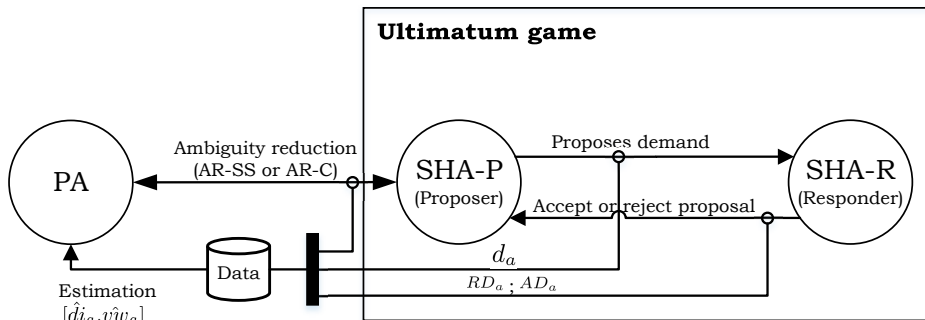 Ultimatum game
Ambiguity reduction
(AR-SS or AR-C)
Proposes demand
PA
SHA-P
(Proposer)
SHA-R
(Responder)
Accept or reject proposal
d_a
Data
RD_a ; AD_a
Estimation